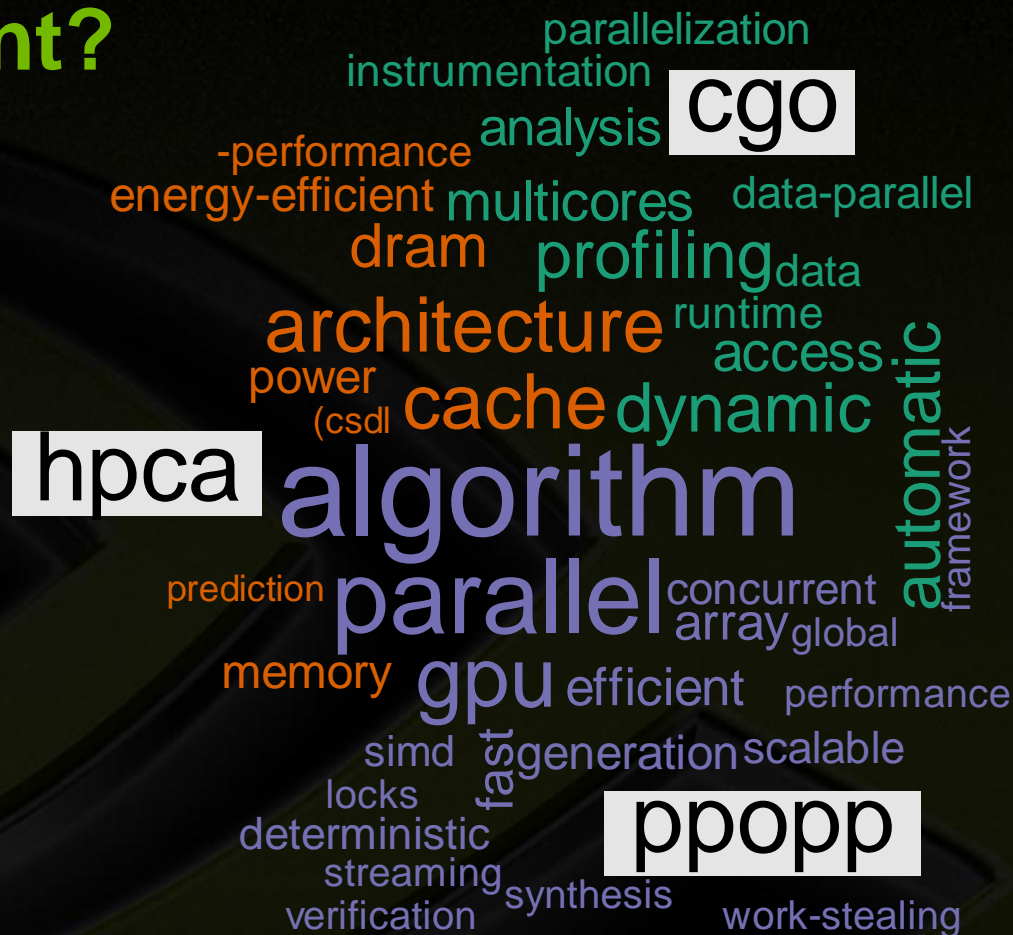 nt?
parallelization
instrumentation
cgo
analysis
-performance
energy-efficient
multicores
data-parallel
dram
profiling
data
architecture
runtime
access
power
cache
dynamic
(csdl
automatic
framework
hpca
algorithm
prediction
parallel
concurrent
array
global
memory
gpu
efficient
performance
simd
fast
generation
scalable
locks
ppopp
deterministic
streaming
synthesis
verification
work-stealing